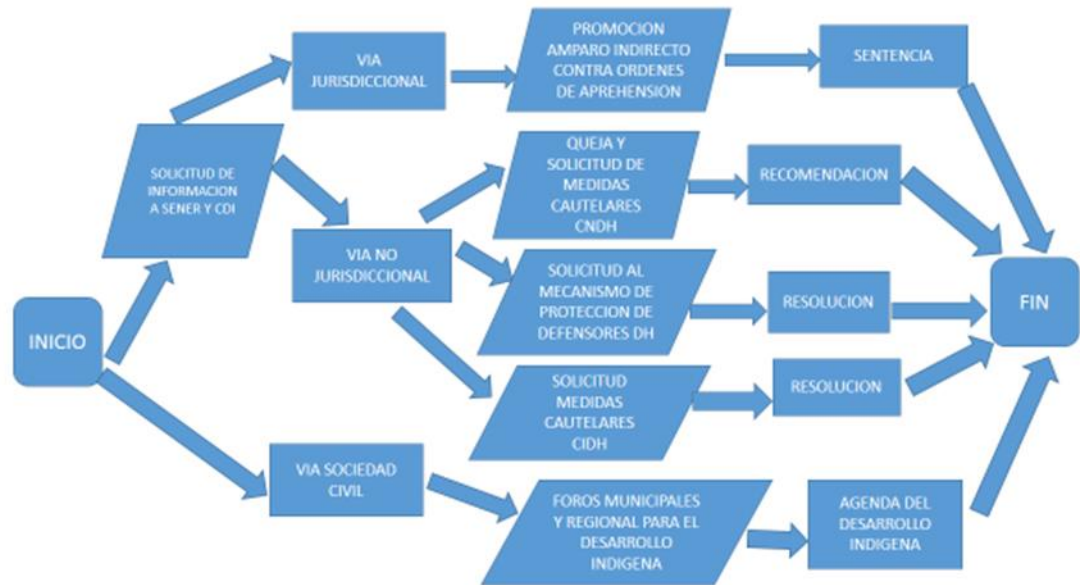 PROMOCION
AMPARO INDIRECTO
CONTRA ORDENES
DE APREHENSION
VIA
JURISDICCIONAL
SENTENCIA
SOLICITUD DE
INFORMACION
A SENER Y CDI
QUEJA Y
SOLICITUD DE
MEDIDAS
CAUTELARES
CNDH
RECOMENDACION
VIA NO
JURISDICCIONAL
SOLICITUD AL
MECANISMO DE
PROTECCION DE
DEFENSORES DH
RESOLUCION
FIN
INICIO
SOLICITUD
MEDIDAS
CAUTELARES
CIDH
RESOLUCION
VIA SOCIEDAD
CIVIL
FOROS MUNICIPALES
Y REGIONAL PARA EL
DESARROLLO
INDIGENA
AGENDA DEL
DESARROLLO
INDIGENA